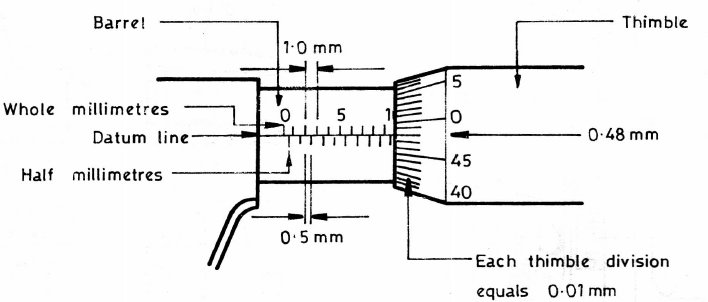 Barrel
Thimble
1·0 mm
5
Whole millimetres
0 5 1
0
Datum line
0·48 mm
45
Half millimetres
40
0·5 mm
Each thimble division
equals 0·01 mm